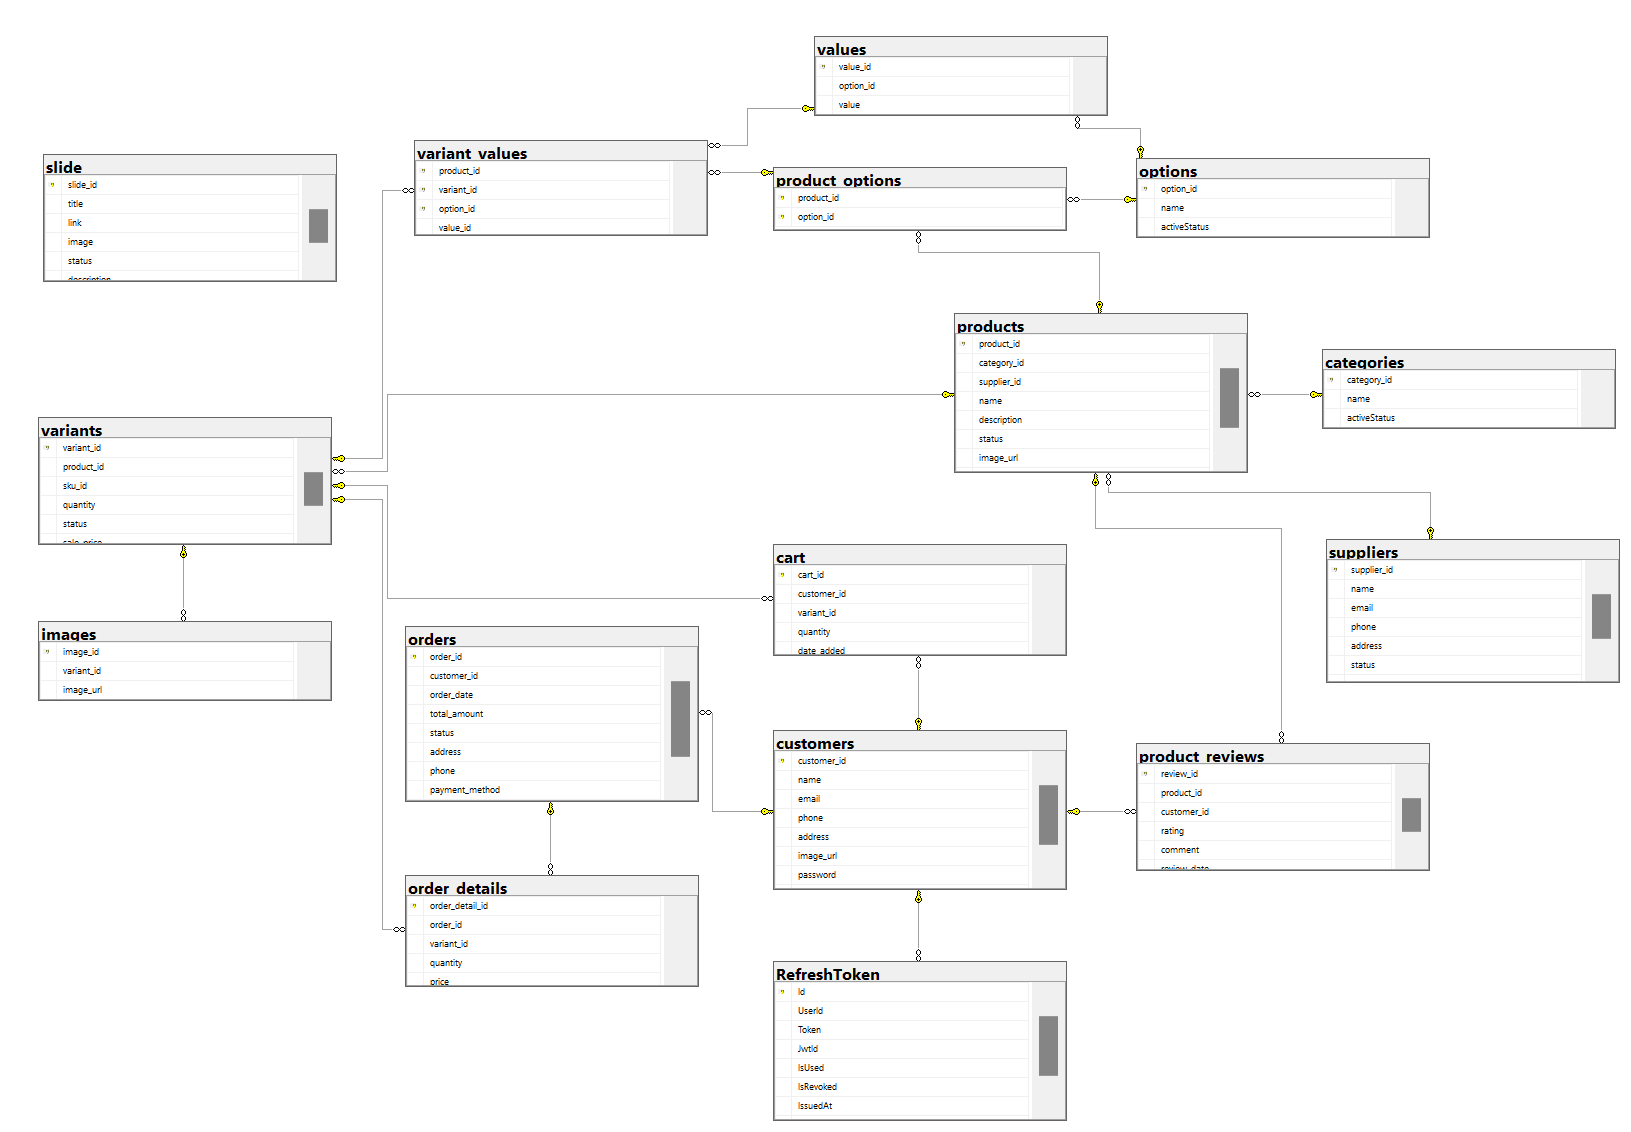 values
value_id
option_id
value
variant_values
product_id
variant_id
option_id
value_id
slide
slide_id
title
link
image
status
description
product_options
product_id
option_id
options
option_id
name
activeStatus
products
product_id
category_id
supplier_id
name
description
status
image_url
categories
category_id
name
activeStatus
variants
variant_id
product_id
sku_id
quantity
status
sale_price
suppliers
supplier_id
name
email
phone
address
status
cart
cart_id
customer_id
variant_id
quantity
date_added
images
image_id
variant_id
image_url
orders
order_id
customer_id
order_date
total_amount
status
address
phone
payment_method
customers
customer_id
name
email
phone
address
image_url
password
product_reviews
review_id
product_id
customer_id
rating
comment
review_date
order_details
order_detail_id
order_id
variant_id
quantity
price
RefreshToken
Id
UserId
Token
JwtId
IsUsed
IsRevoked
IssuedAt